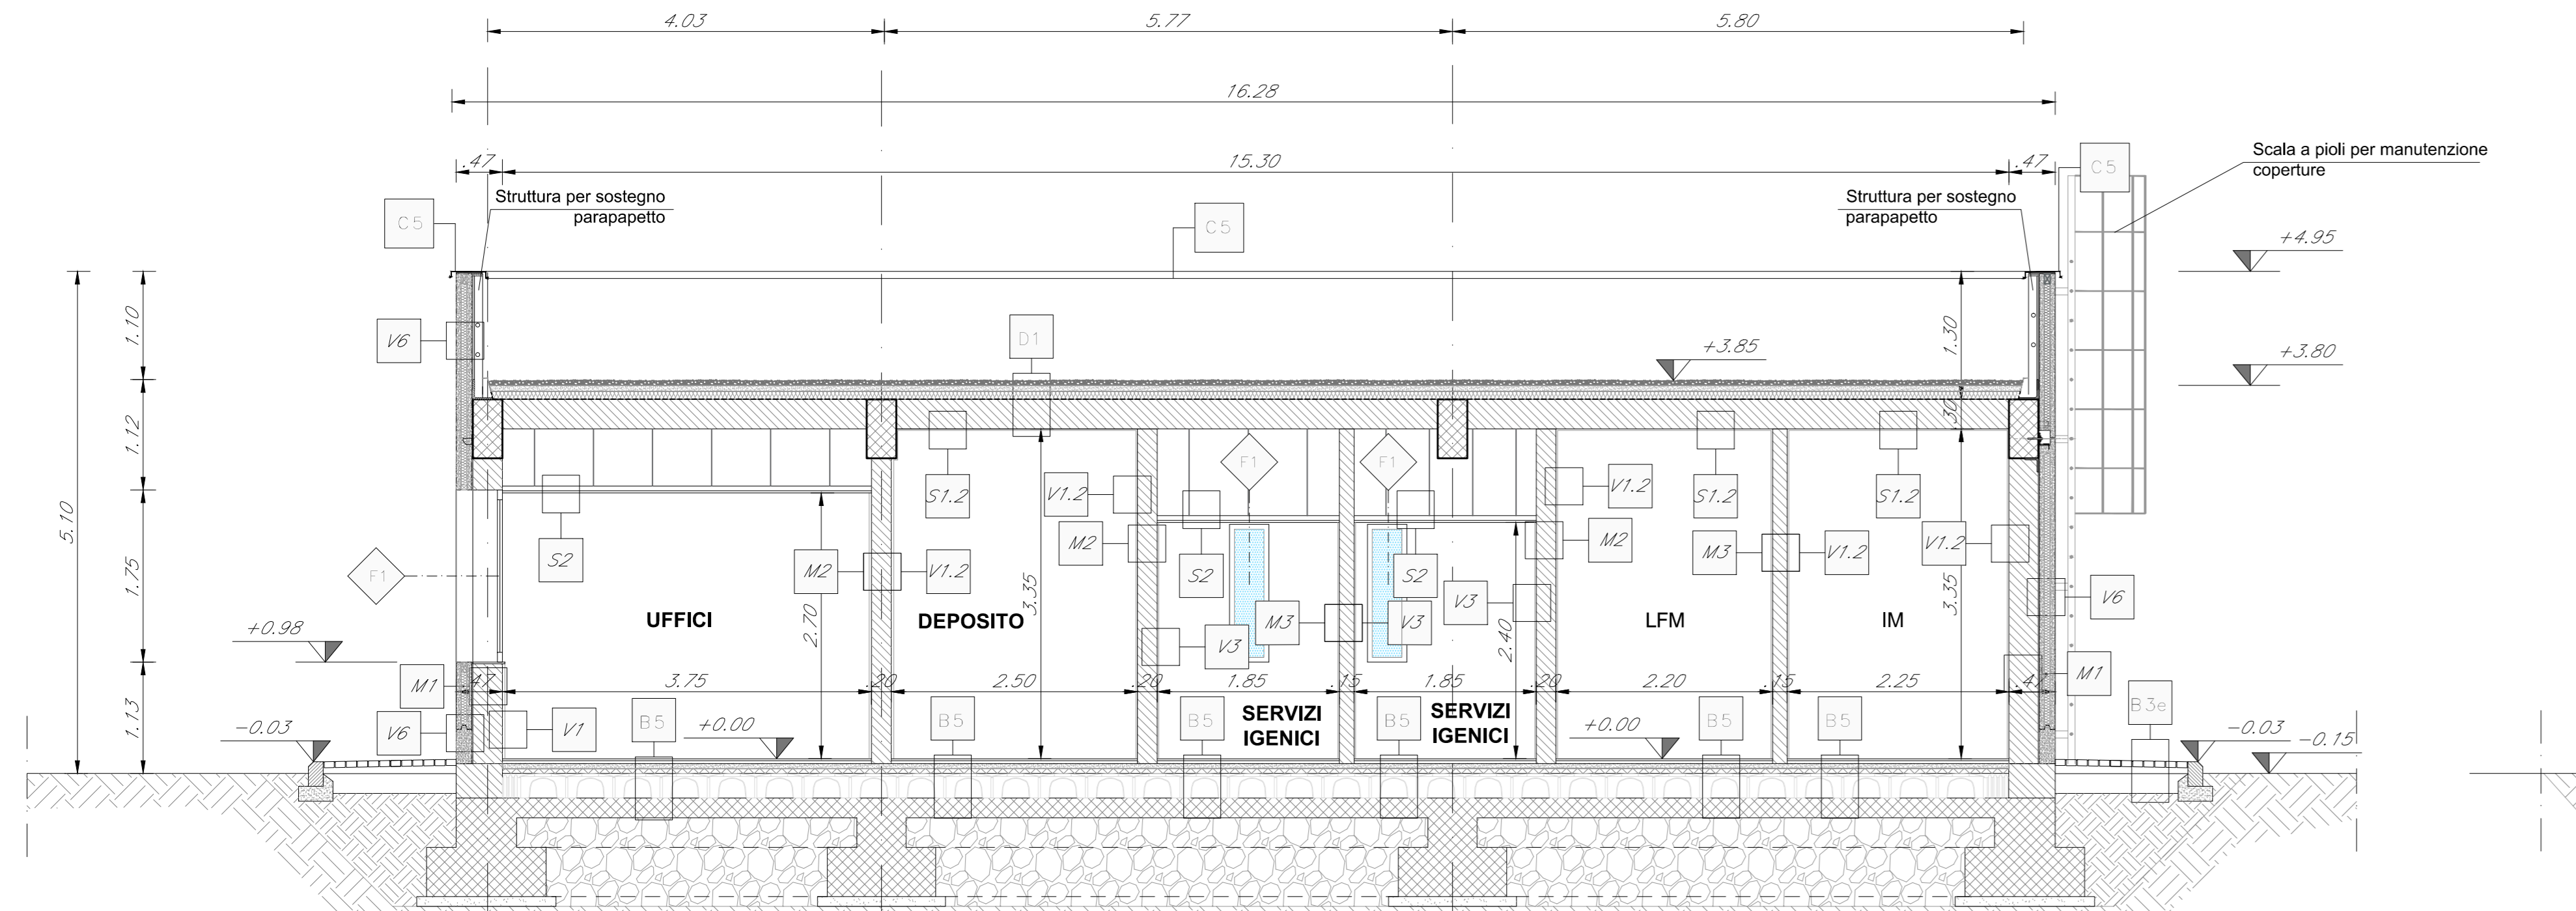 4.03 5.77 5.80
16.28
.47 15.30 .47
Scala a pioli per manutenzione
coperture
C5
Struttura per sostegno
parapapetto
Struttura per sostegno
parapapetto
C5
C5
+4.95
1.10
V6
D1
+3.85
1.30
+3.80
1.12
.30
F1
F1
S2
S1.2
V1.2
S2
S2
V1.2
S1.2
S1.2
5.10
1.75
F1
M2
V1.2
M2
M2
M3
V1.2
V1.2
V3
V6
UFFICI
2.70
DEPOSITO
3.35
M3
V3
V3
2.40
LFM
IM
3.35
+0.98
M1
.47 3.75 .20 2.50 .20 1.85 .15 1.85 .20 2.20 .15 2.25 .47
M1
1.13
-0.03
V6
V1
B5
+0.00
B5
B5
SERVIZI
IGENICI
B5
SERVIZI
IGENICI
+0.00
B5
B5
B3e
-0.03
-0.15